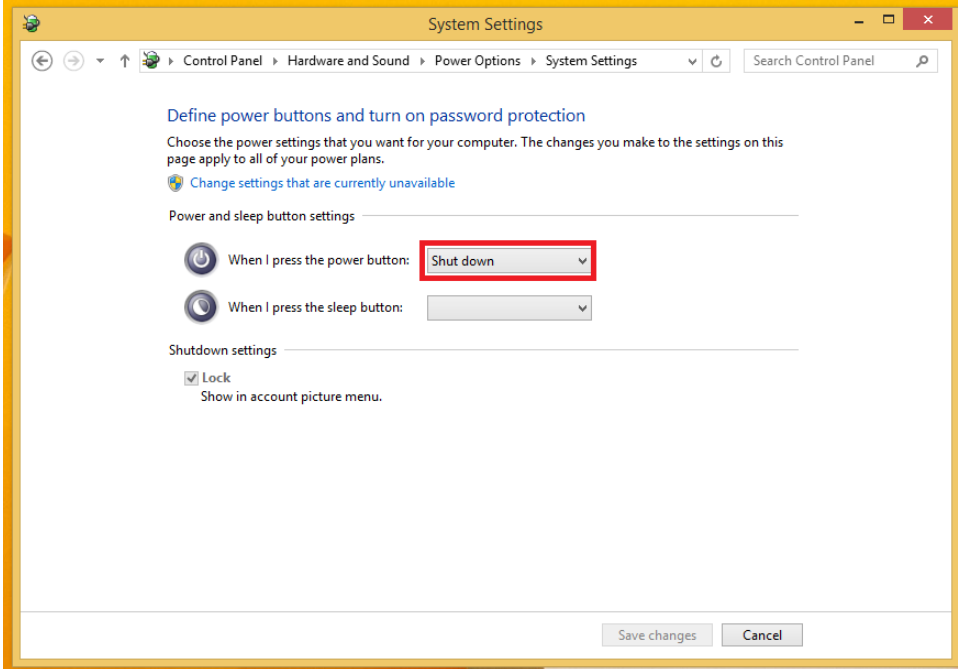 System Settings
Control Panel Hardware and Sound Power Options System Settings Search Control Panel
Define power buttons and turn on password protection
Choose the power settings that you want for your computer. The changes you make to the settings on this
page apply to all of your power plans.
Change settings that are currently unavailable
Power and sleep button settings
When I press the power button: Shut down
When I press the sleep button:
Shutdown settings
Lock
Show in account picture menu.
Save changes Cancel